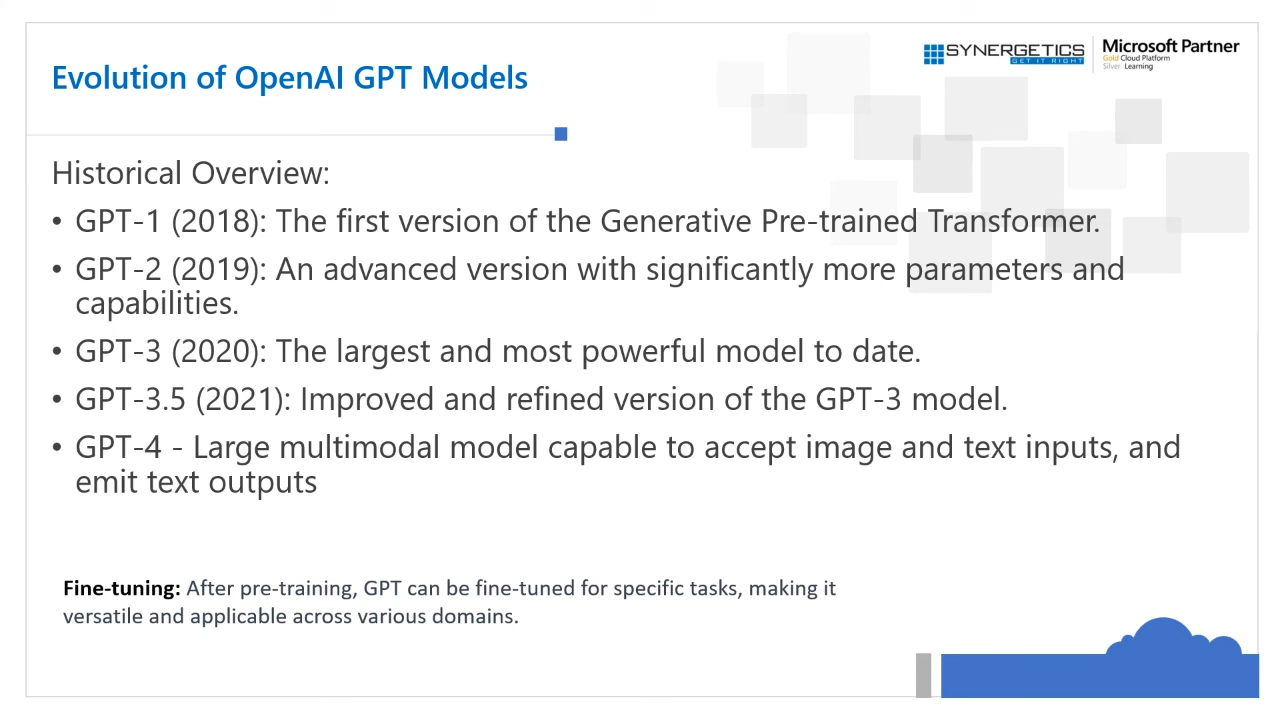 Evolution of OpenAI GPT Models
SYNERGETICS
GET IT RIGHT
Microsoft Partner
Gold Cloud Platform
Silver Learning
Historical Overview:
• GPT-1 (2018): The first version of the Generative Pre-trained Transformer.
• GPT-2 (2019): An advanced version with significantly more parameters and
capabilities.
• GPT-3 (2020): The largest and most powerful model to date.
• GPT-3.5 (2021): Improved and refined version of the GPT-3 model.
• GPT-4 - Large multimodal model capable to accept image and text inputs, and
emit text outputs
Fine-tuning: After pre-training, GPT can be fine-tuned for specific tasks, making it
versatile and applicable across various domains.